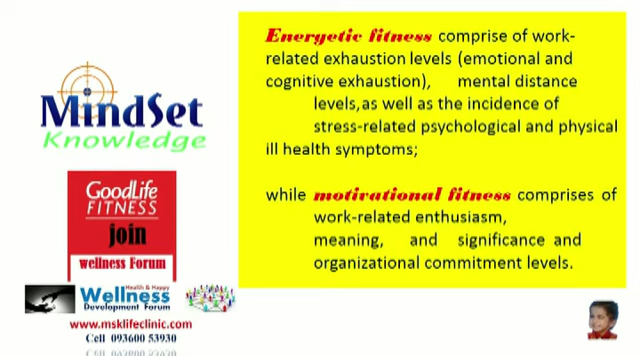 Energetic fitness comprise of work-
related exhaustion levels (emotional and
cognitive exhaustion), mental distance
levels, as well as the incidence of
stress-related psychological and physical
ill health symptoms;
while motivational fitness comprises of
work-related enthusiasm,
meaning, and significance and
organizational commitment levels.
MindSet
Knowledge
GOODLIFE
FITNESS
join
wellness Forum
Health & Happy
Wellness
Development Forum
www.msklifeclinic.com
Cell 093600 53930